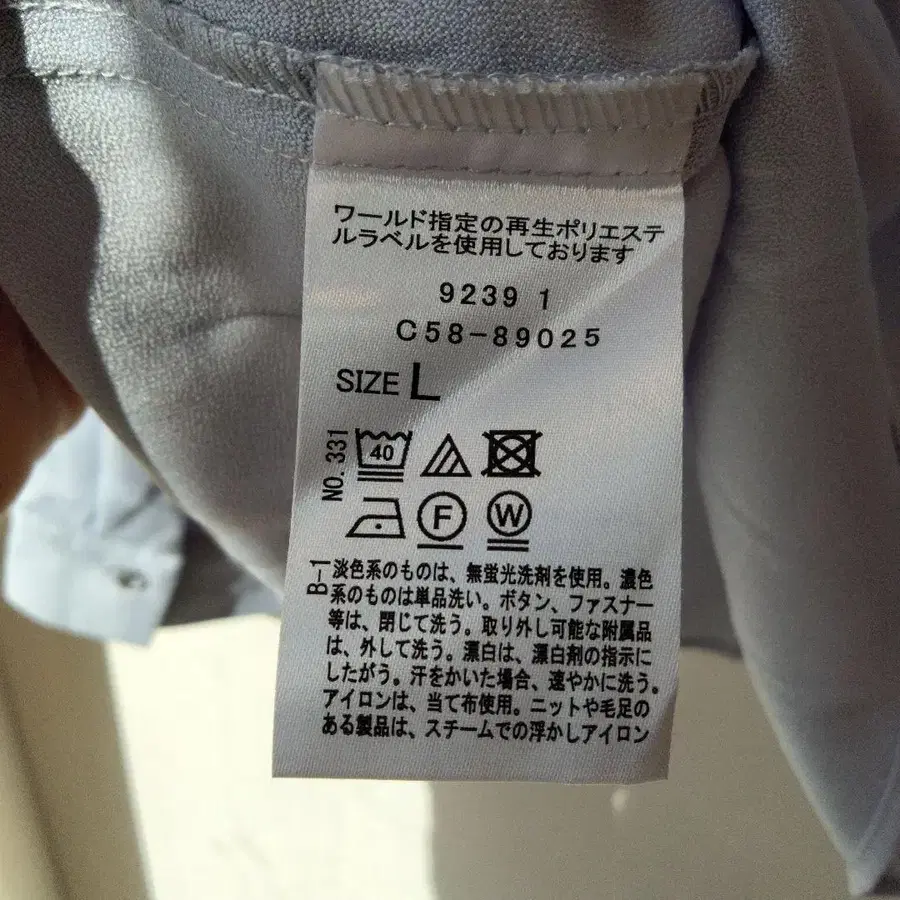 ワールド指定の再生ポリエステ
ルラベルを使用しております
9239 1
C58-89025
SIZE L
NO.331
40
F
W
B-1
淡色系のものは、無蛍光洗剤を使用。濃色
系のものは単品洗い。ボタン、ファスナー
等は、閉じて洗う。取り外し可能な附属品
は、外して洗う。漂白は、漂白剤の指示に
したがう。汗をかいた場合、速やかに洗う。
アイロンは、当て布使用。ニットや毛足の
ある製品は、スチームでの浮かしアイロン